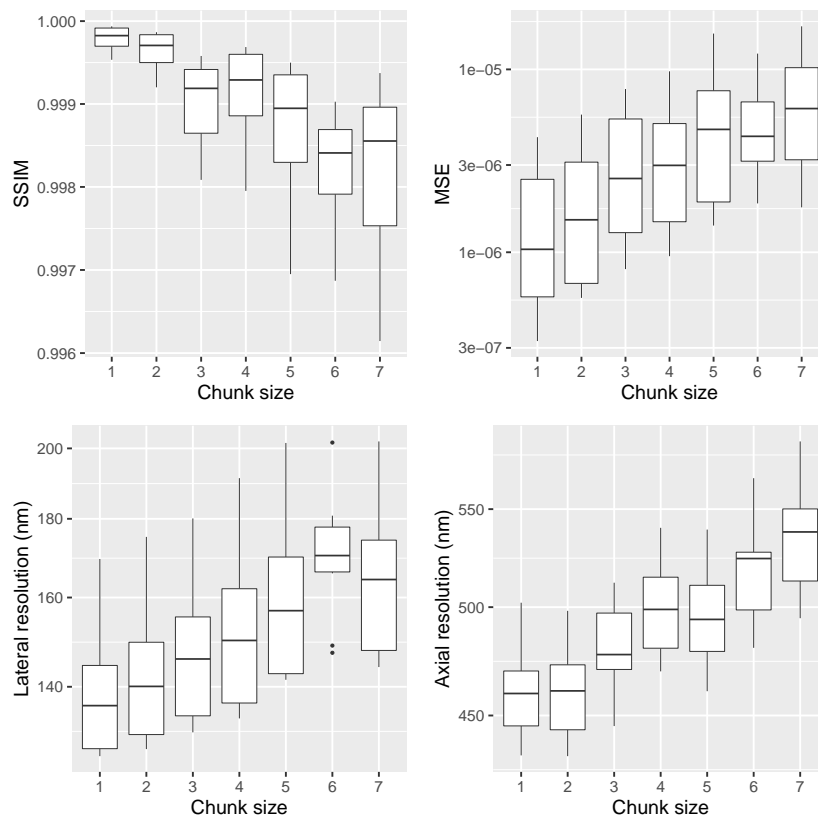 1.000
0.999
0.998
0.997
0.996
SSIM
1 2 3 4 5 6 7
Chunk size
1e−05
3e−06
1e−06
3e−07
MSE
1 2 3 4 5 6 7
Chunk size
200
180
160
140
Lateral resolution (nm)
1 2 3 4 5 6 7
Chunk size
550
500
450
Axial resolution (nm)
1 2 3 4 5 6 7
Chunk size